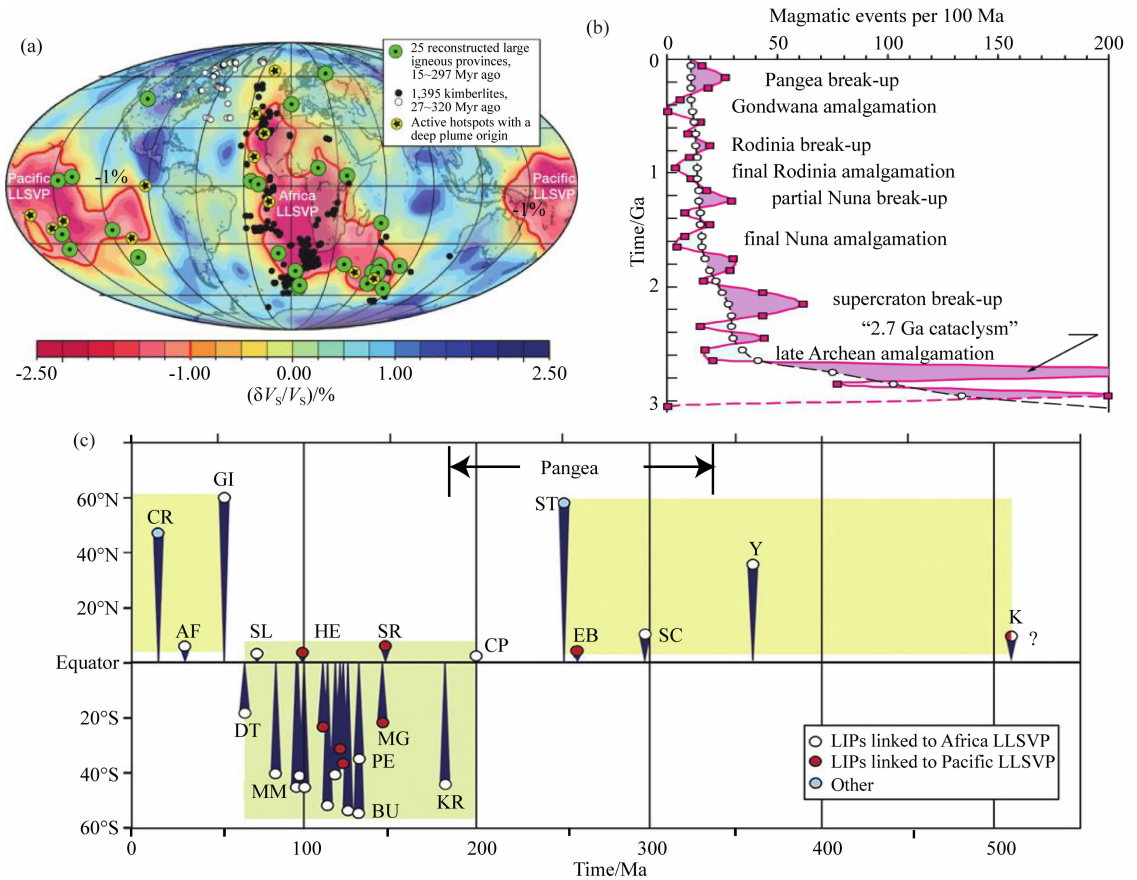 (a)
25 reconstructed large
igneous provinces,
15~297 Myr ago
1,395 kimberlites,
27~320 Myr ago
Active hotspots with a
deep plume origin
Pacific
LLSVP
-1%
Africa
LLSVP
Pacific
LLSVP
-1%
-2.50 -1.00 0.00 1.00 2.50
(δVS/VS)/%
(b)
Magmatic events per 100 Ma
0 50 100 150 200
0
1
2
3
Time/Ga
Pangea break-up
Gondwana amalgamation
Rodinia break-up
final Rodinia amalgamation
partial Nuna break-up
final Nuna amalgamation
supercraton break-up
“2.7 Ga cataclysm”
late Archean amalgamation
(c)
Pangea
60°N
40°N
20°N
Equator
20°S
40°S
60°S
GI
CR
AF
SL
HE
SR
CP
ST
EB
SC
Y
K
?
DT
MM
MG
PE
BU
KR
LIPs linked to Africa LLSVP
LIPs linked to Pacific LLSVP
Other
0 100 200 300 400 500
Time/Ma